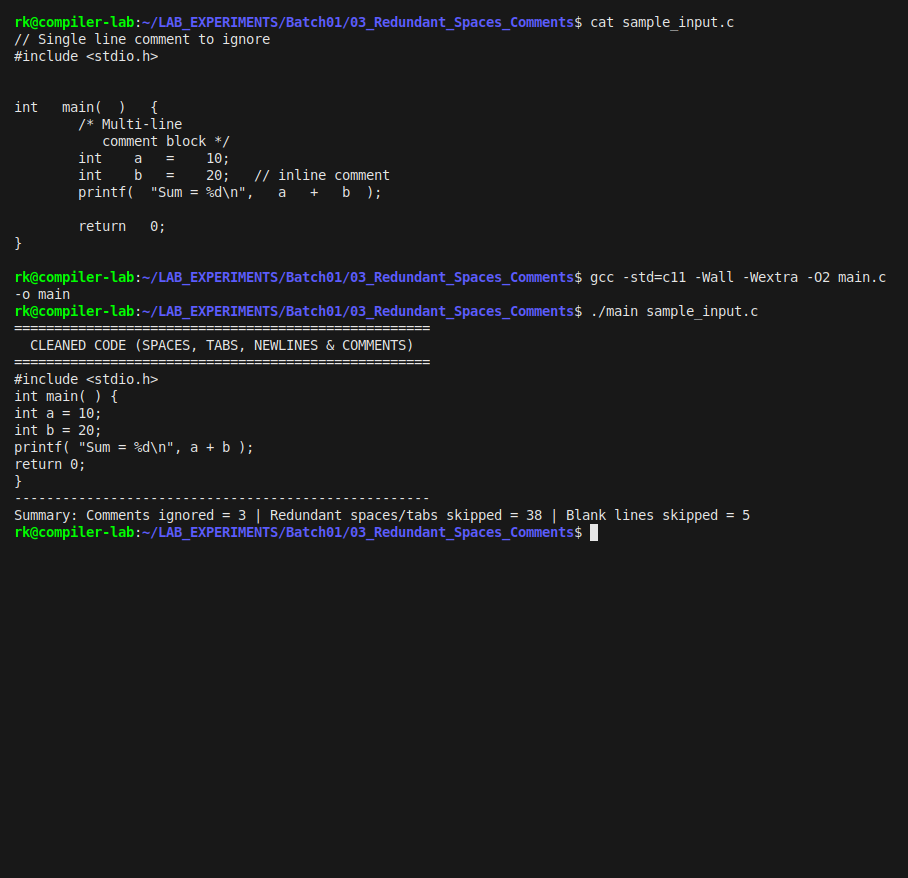 rk@compiler-lab:~/LAB_EXPERIMENTS/Batch01/03_Redundant_Spaces_Comments$ cat sample_input.c
// Single line comment to ignore
#include <stdio.h>


int   main(  )   {
        /* Multi-line
           comment block */
        int    a   =    10;
        int    b   =    20;   // inline comment
        printf(  "Sum = %d\n",   a   +   b  );

        return   0;
}

rk@compiler-lab:~/LAB_EXPERIMENTS/Batch01/03_Redundant_Spaces_Comments$ gcc -std=c11 -Wall -Wextra -O2 main.c
-o main
rk@compiler-lab:~/LAB_EXPERIMENTS/Batch01/03_Redundant_Spaces_Comments$ ./main sample_input.c
====================================================
  CLEANED CODE (SPACES, TABS, NEWLINES & COMMENTS)
====================================================
#include <stdio.h>
int main( ) {
int a = 10;
int b = 20;
printf( "Sum = %d\n", a + b );
return 0;
}
----------------------------------------------------
Summary: Comments ignored = 3 | Redundant spaces/tabs skipped = 38 | Blank lines skipped = 5
rk@compiler-lab:~/LAB_EXPERIMENTS/Batch01/03_Redundant_Spaces_Comments$